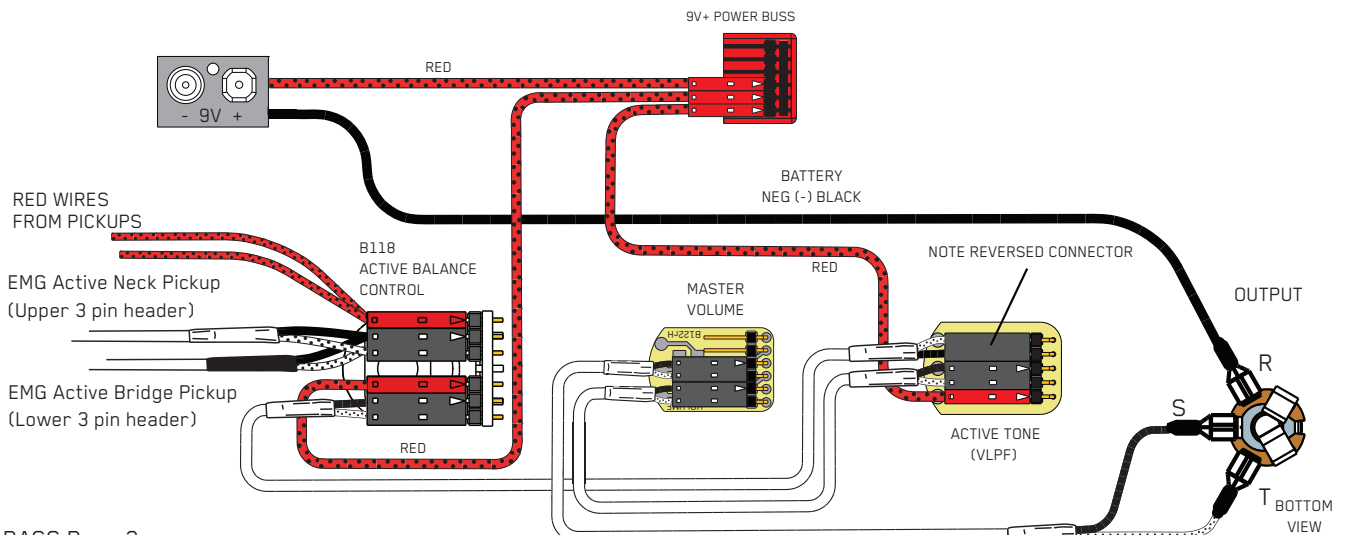 9V+ POWER BUSS
RED
- 9V +
BATTERY
NEG (-) BLACK
RED WIRES
FROM PICKUPS
B118
ACTIVE BALANCE
CONTROL
NOTE REVERSED CONNECTOR
RED
EMG Active Neck Pickup
(Upper 3 pin header)
MASTER
VOLUME
OUTPUT
B122rH
R
EMG Active Bridge Pickup
(Lower 3 pin header)
VOLUME
S
ACTIVE TONE
(VLPF)
RED
T
BOTTOM
VIEW